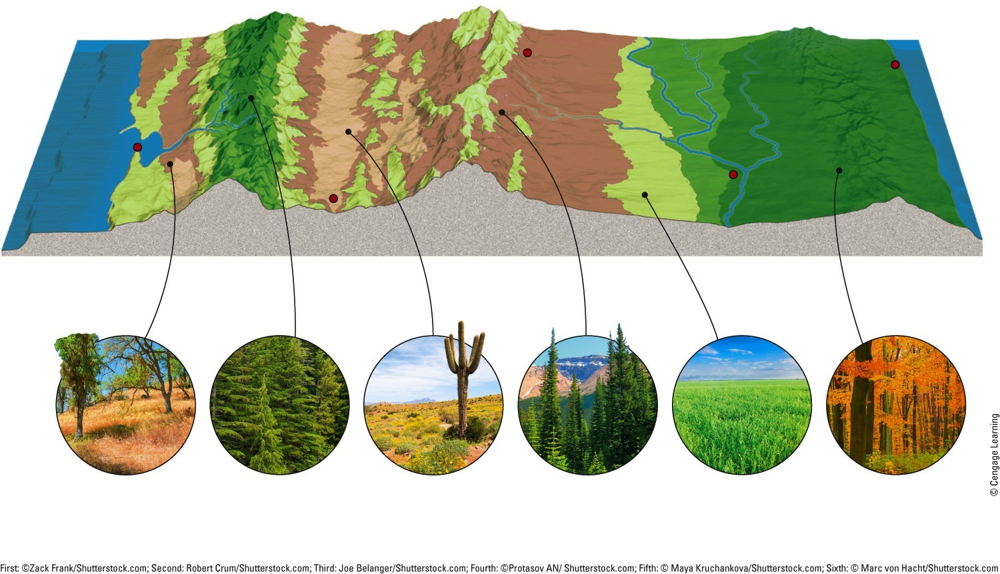 © Cengage Learning
First: ©Zack Frank/Shutterstock.com; Second: Robert Crum/Shutterstock.com; Third: Joe Belanger/Shutterstock.com; Fourth: ©Protasov AN/ Shutterstock.com; Fifth: © Maya Kruchankova/Shutterstock.com; Sixth: © Marc von Hacht/Shutterstock.com